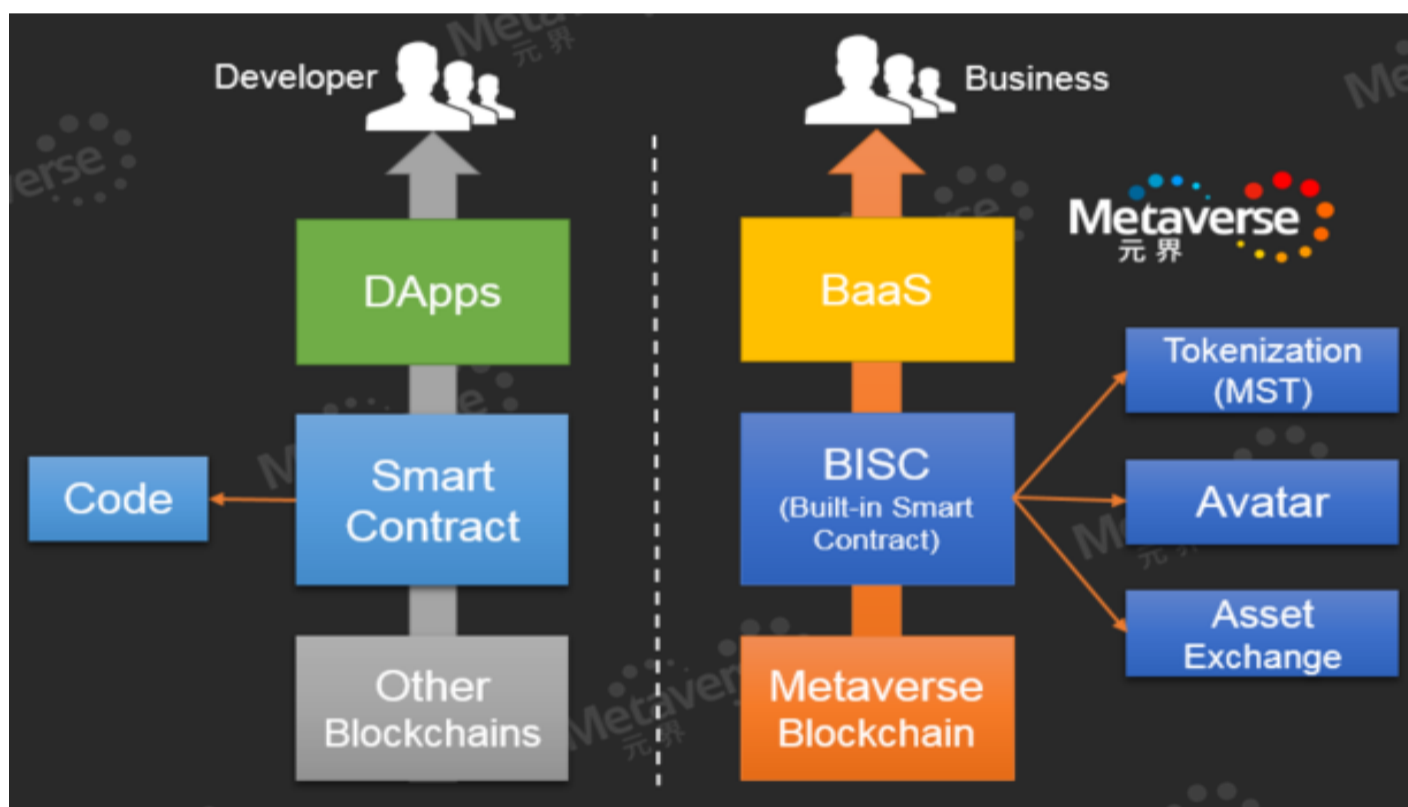 Developer
DApps
Code
Smart
Contract
Other
Blockchains
Business
Metaverse
元界
BaaS
BISC
(Built-in Smart
Contract)
Metaverse
Blockchain
Tokenization
(MST)
Avatar
Asset
Exchange